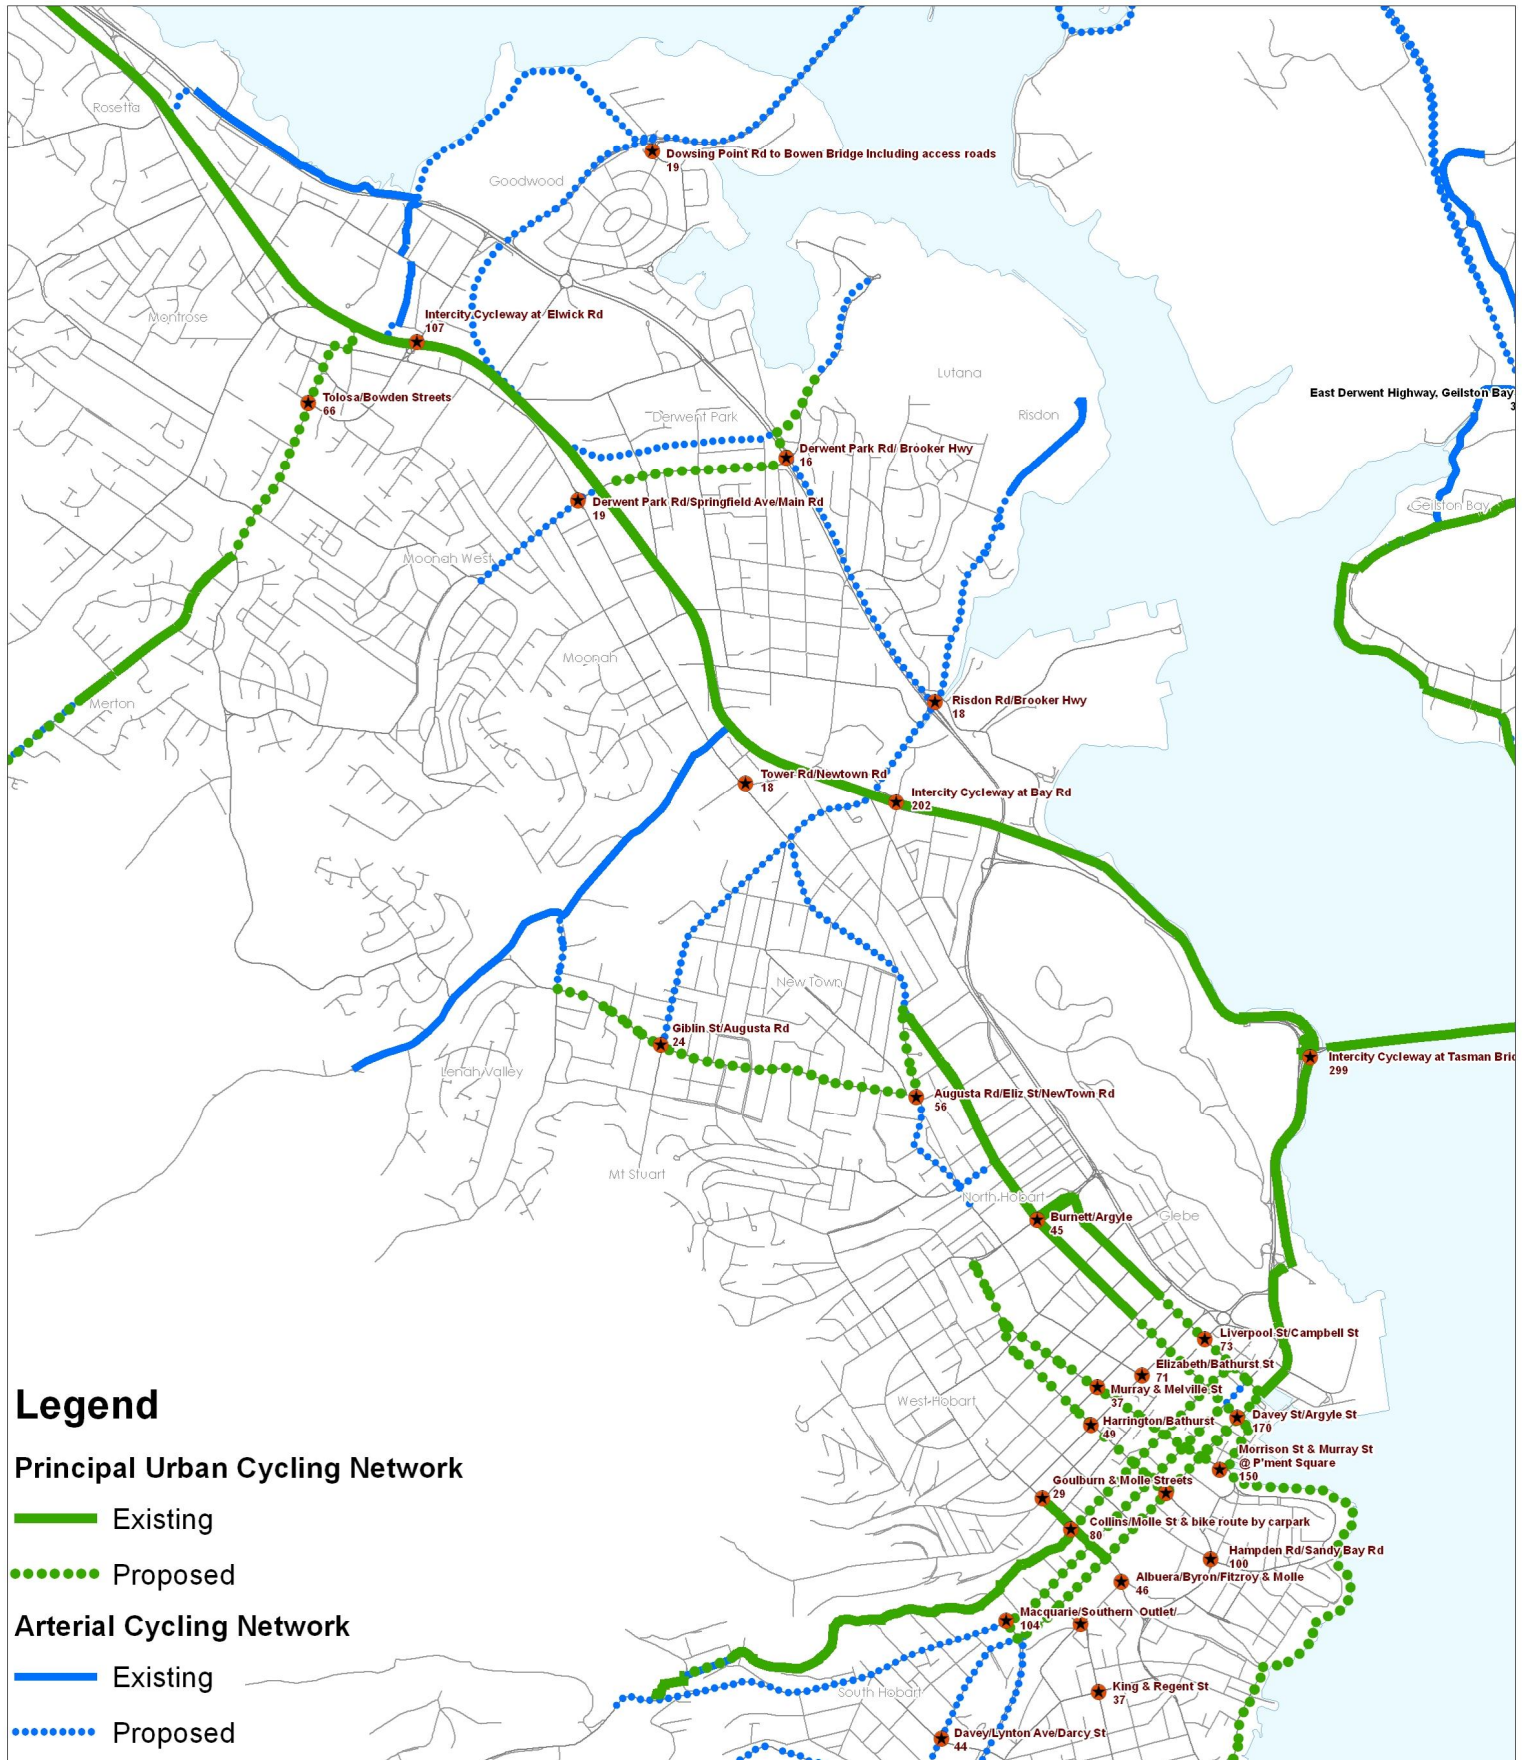 Rosetta
Dowsing Point Rd to Bowen Bridge Including access roads
19
Goodwood
Montrose
Intercity Cycleway at Elwick Rd
107
Lutana
Tolosa/Bowden Streets
66
East Derwent Highway, Geilston Bay
3
Derwent Park
Risdon
Derwent Park Rd/ Brooker Hwy
16
Derwent Park Rd/Springfield Ave/Main Rd
19
Geilston Bay
Moonah West
Moonah
Merton
Risdon Rd/Brooker Hwy
18
Tower Rd/Newtown Rd
18
Intercity Cycleway at Bay Rd
202
New Town
Giblin St/Augusta Rd
24
Intercity Cycleway at Tasman Bri
299
Lenah Valley
Augusta Rd/Eliz St/NewTown Rd
56
Mt Stuart
North Hobart
Burnett/Argyle
45
Glebe
Liverpool St/Campbell St
73
Elizabeth/Bathurst St
71
Murray & Melville St
37
West Hobart
Harrington/Bathurst
49
Davey St/Argyle St
170
Morrison St & Murray St
@ P'ment Square
150
Goulburn & Molle Streets
29
Collins/Molle St & bike route by carpark
80
Hampden Rd/Sandy Bay Rd
100
Albuera/Byron/Fitzroy & Molle
46
Macquarie/Southern Outlet/
104
South Hobart
King & Regent St
37
Davey/Lynton Ave/Darcy St
44
Legend
Principal Urban Cycling Network
Existing
Proposed
Arterial Cycling Network
Existing
Proposed